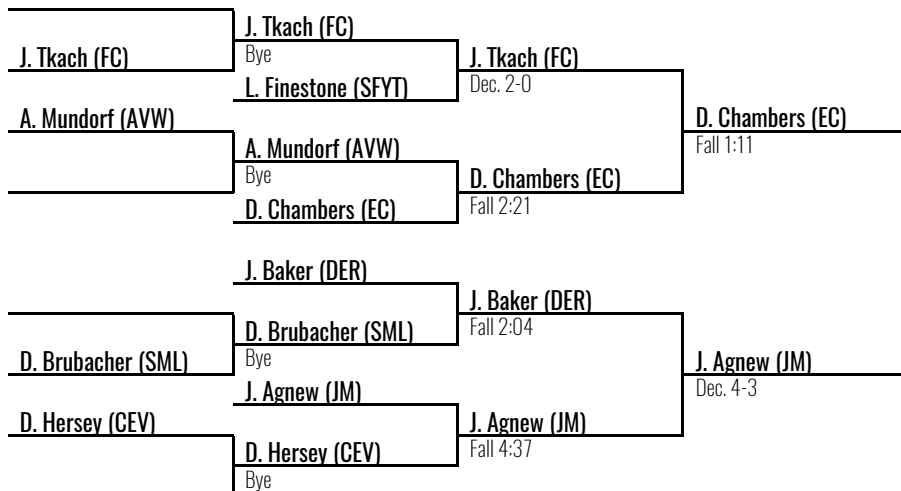 J. Tkach (FC)
J. Tkach (FC)
Bye
J. Tkach (FC)
L. Finestone (SFYT)
Dec. 2-0
A. Mundorf (AVW)
D. Chambers (EC)
Fall 1:11
A. Mundorf (AVW)
Bye
D. Chambers (EC)
Fall 2:21
D. Chambers (EC)
J. Baker (DER)
J. Baker (DER)
Fall 2:04
D. Brubacher (SML)
Bye
D. Brubacher (SML)
J. Agnew (JM)
Dec. 4-3
J. Agnew (JM)
D. Hersey (CEV)
J. Agnew (JM)
Fall 4:37
D. Hersey (CEV)
Bye